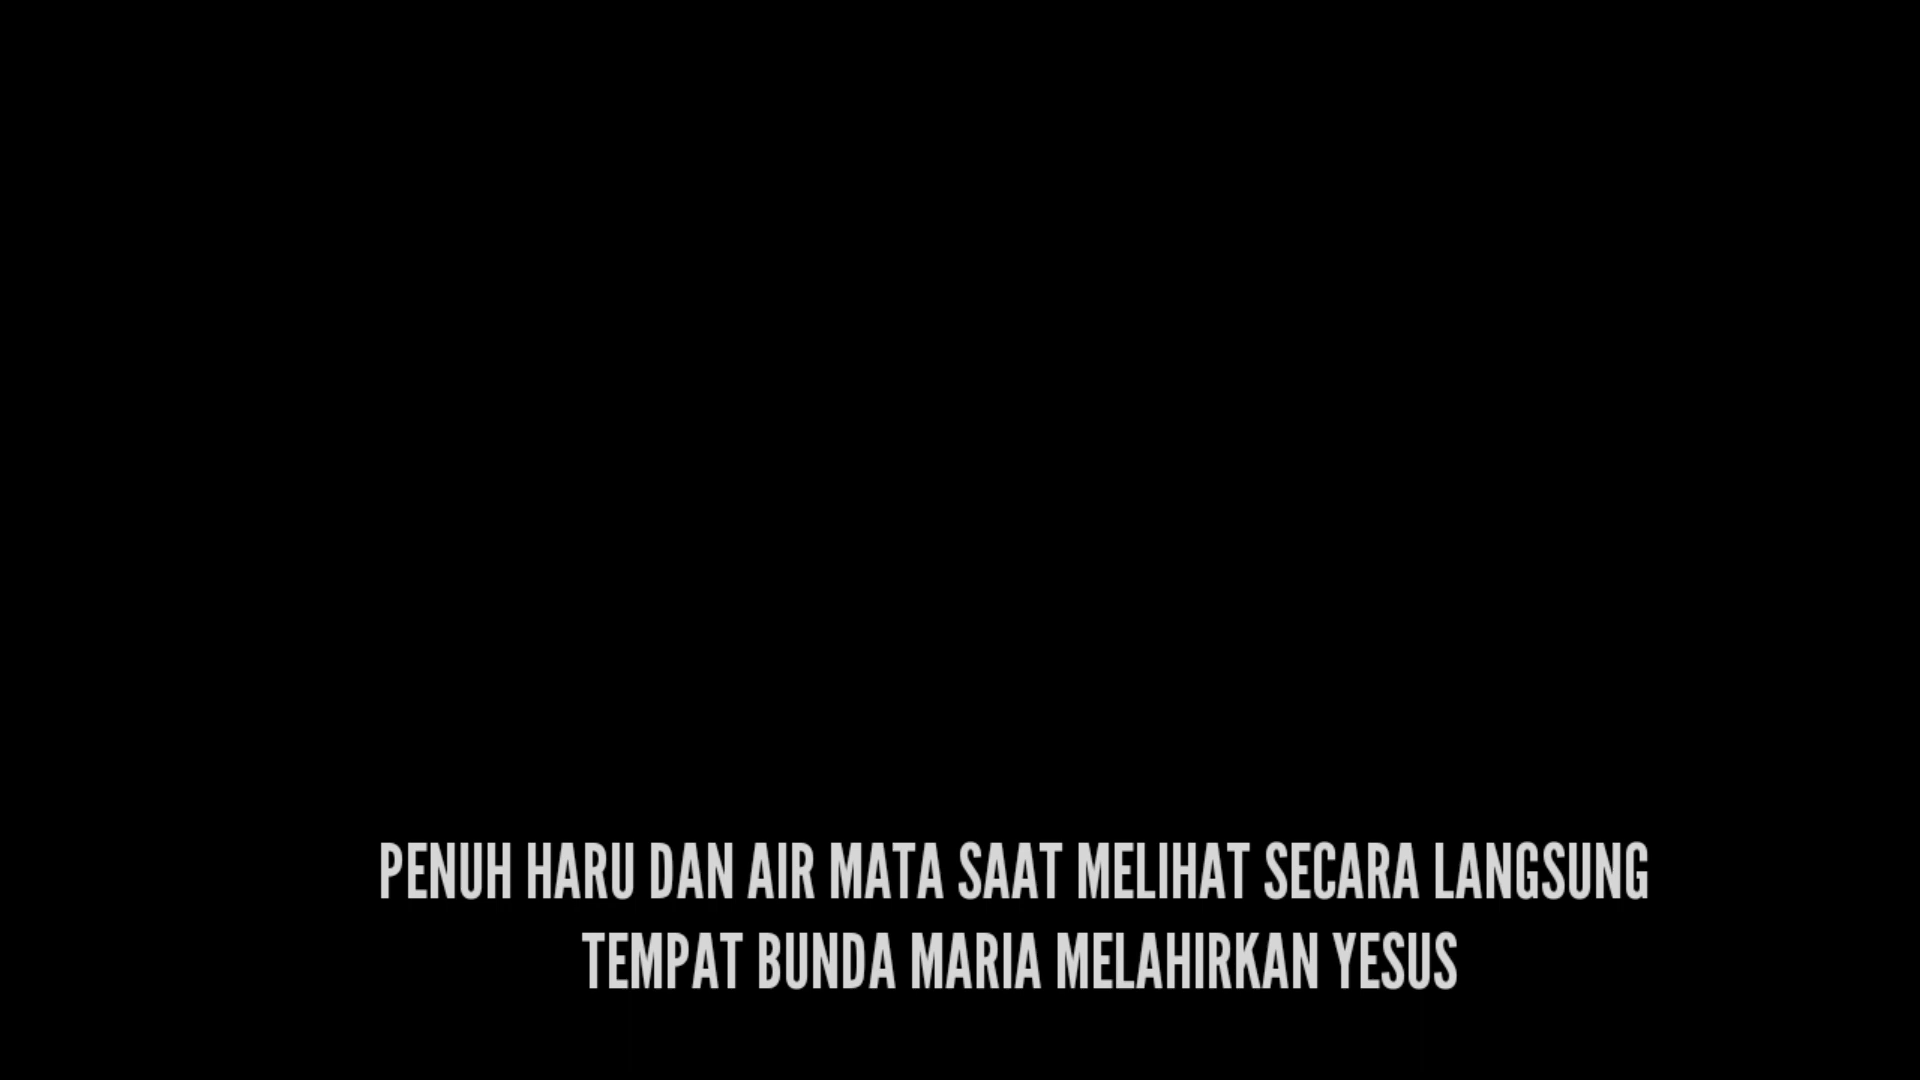 PENUH HARU DAN AIR MATA SAAT MELIHAT SECARA LANGSUNG
TEMPAT BUNDA MARIA MELAHIRKAN YESUS